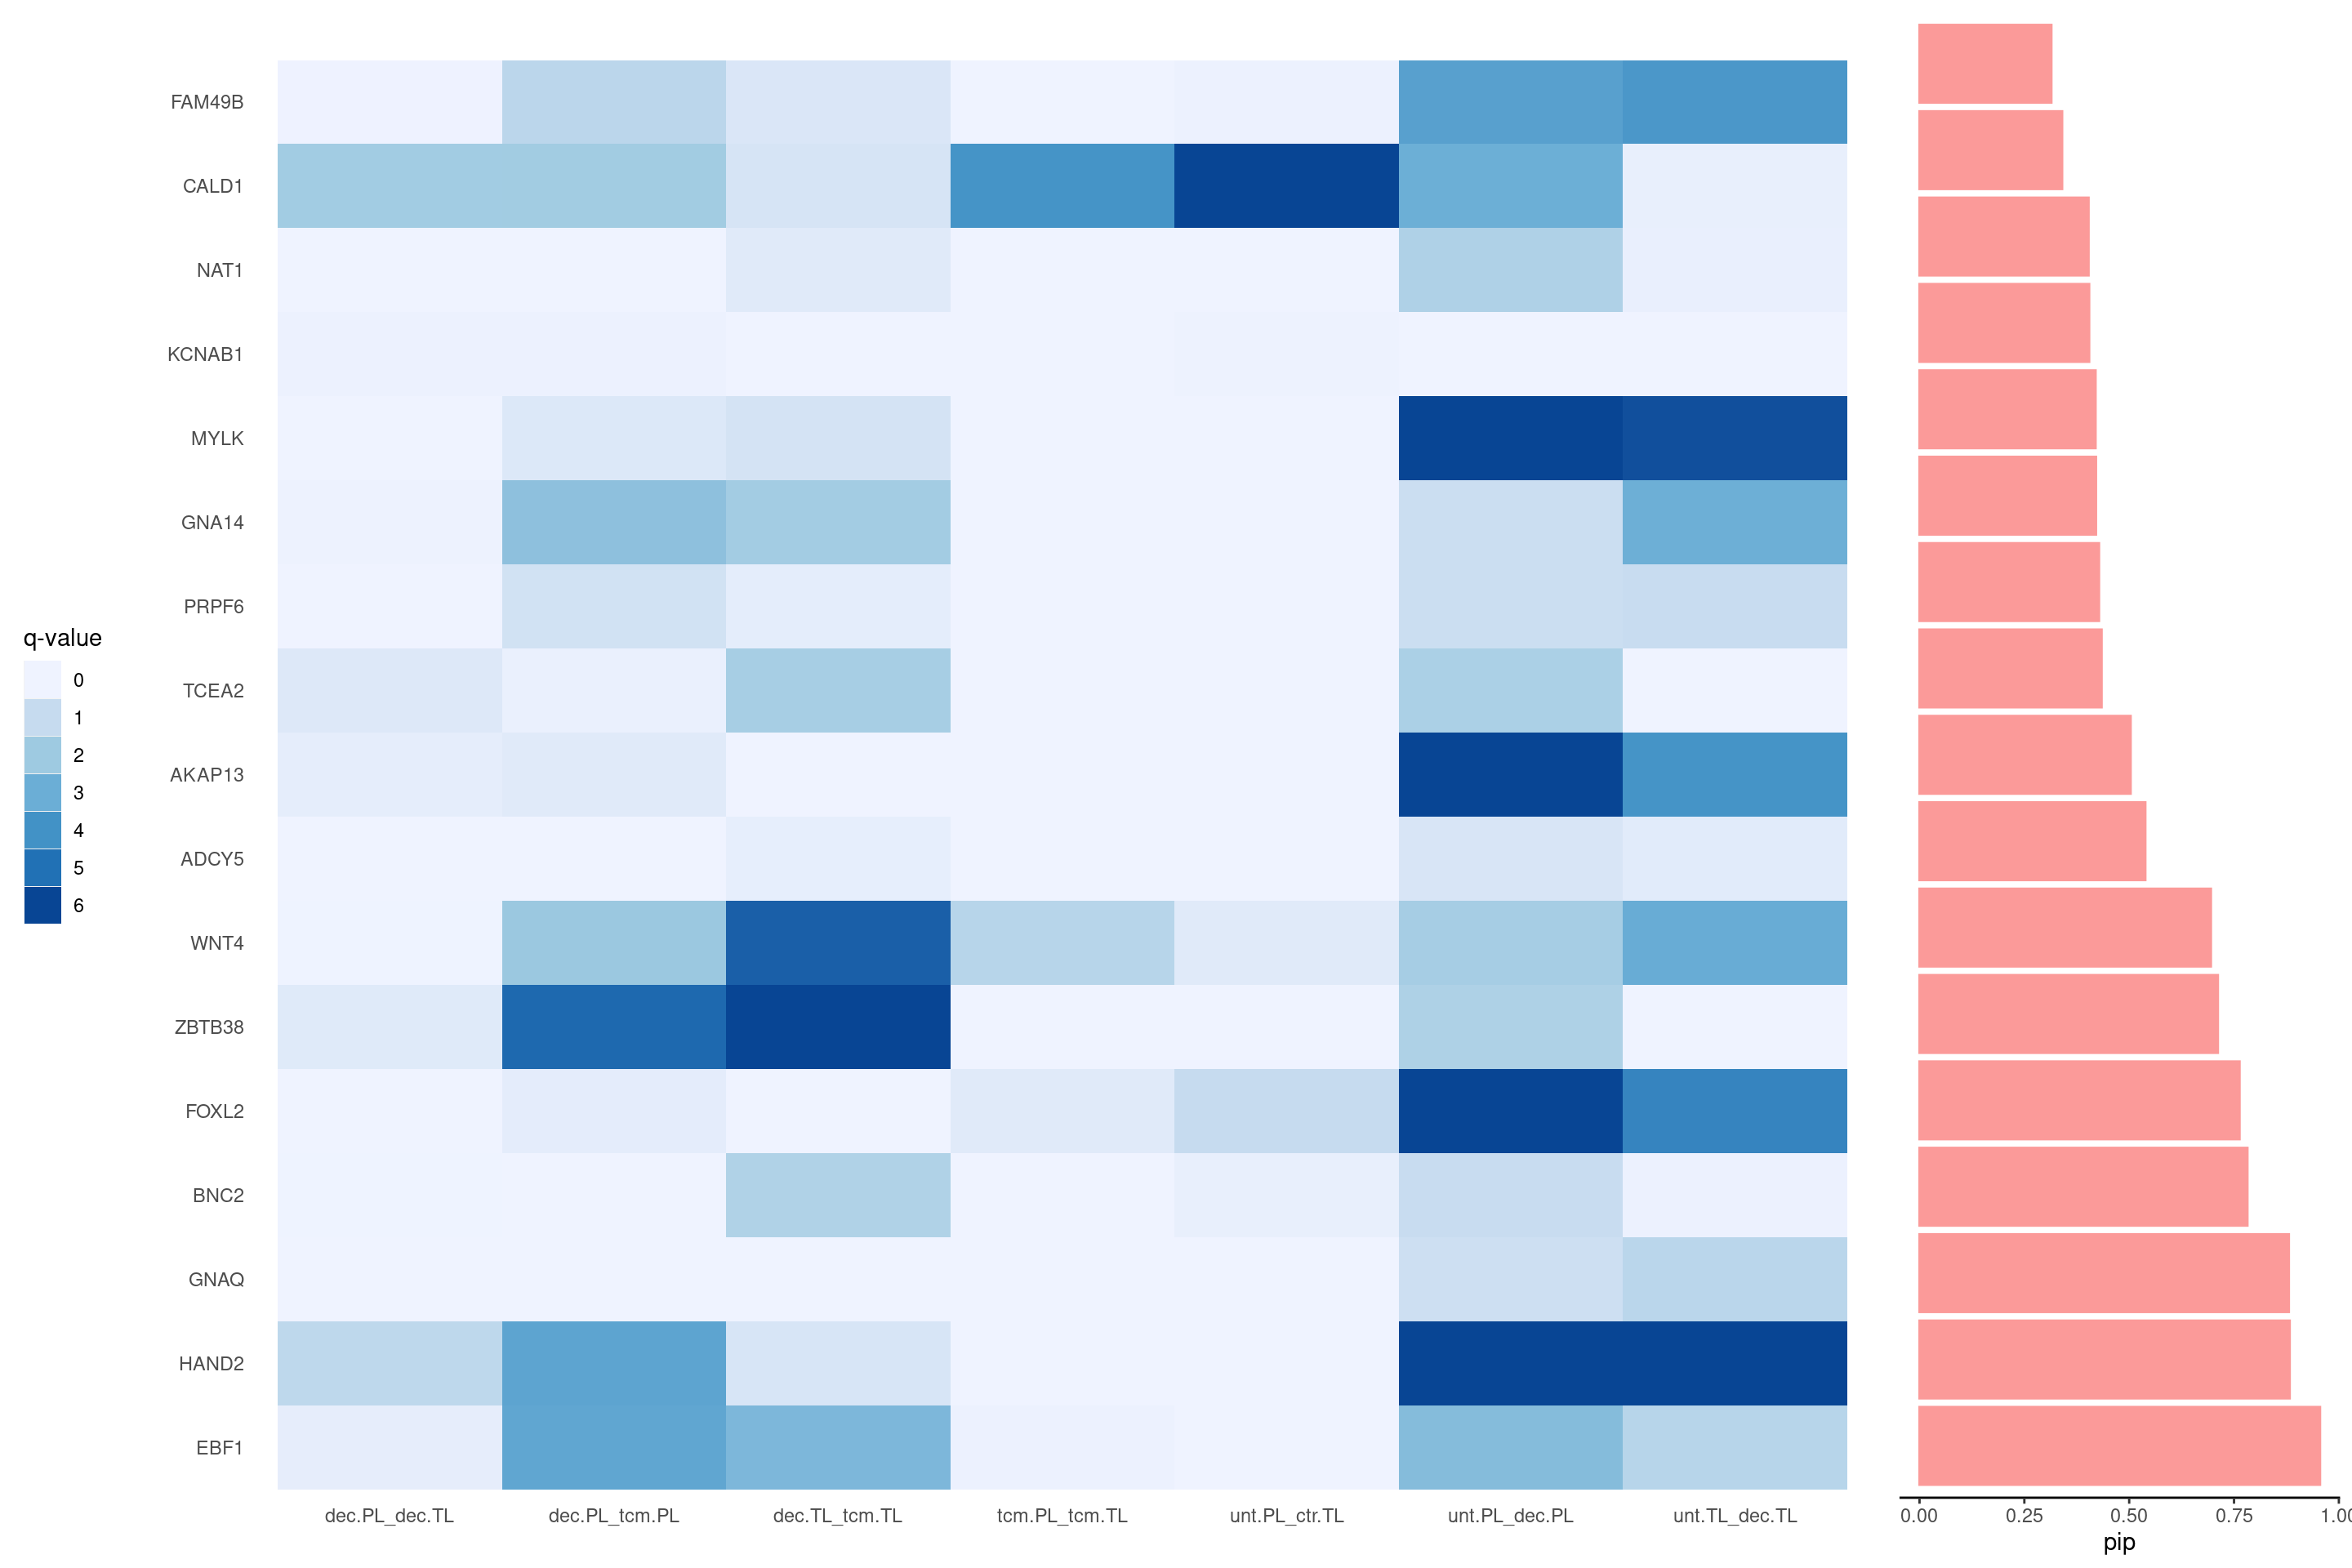 FAM49B
CALD1
NAT1
KCNAB1
MYLK
GNA14
PRPF6
TCEA2
AKAP13
ADCY5
WNT4
ZBTB38
FOXL2
BNC2
GNAQ
HAND2
EBF1
q-value
0
1
2
3
4
5
6
dec.PL_dec.TL dec.PL_tcm.PL dec.TL_tcm.TL tcm.PL_tcm.TL unt.PL_ctr.TL unt.PL_dec.PL unt.TL_dec.TL
0.00 0.25 0.50 0.75 1.00
pip